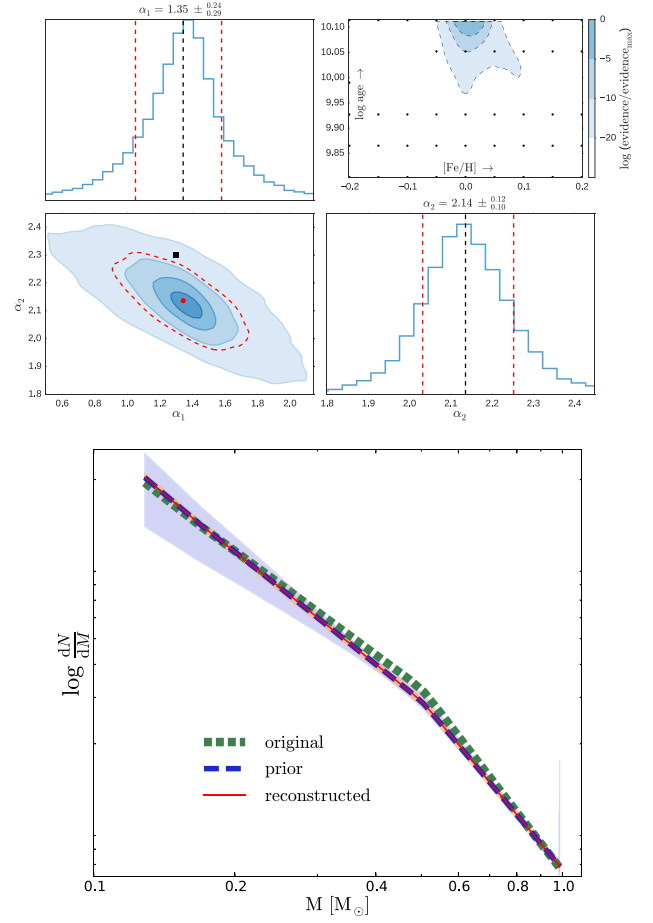 α₁ = 1.35 ± 0.24 0.29
10.10
10.05
10.00
9.95
9.90
9.85
log age →
[Fe/H] →
−0.2 −0.1 0.0 0.1 0.2
0
−5
−10
−20
log (evidence/evidence_max)
2.4
2.3
2.2
2.1
2.0
1.9
1.8
α₂
0.6 0.8 1.0 1.2 1.4 1.6 1.8 2.0
α₁
α₂ = 2.14 ± 0.12 0.10
1.8 1.9 2.0 2.1 2.2 2.3 2.4
α₂
log dN/dM
original
prior
reconstructed
0.1 0.2 0.4 0.6 0.8 1.0
M [M☉]